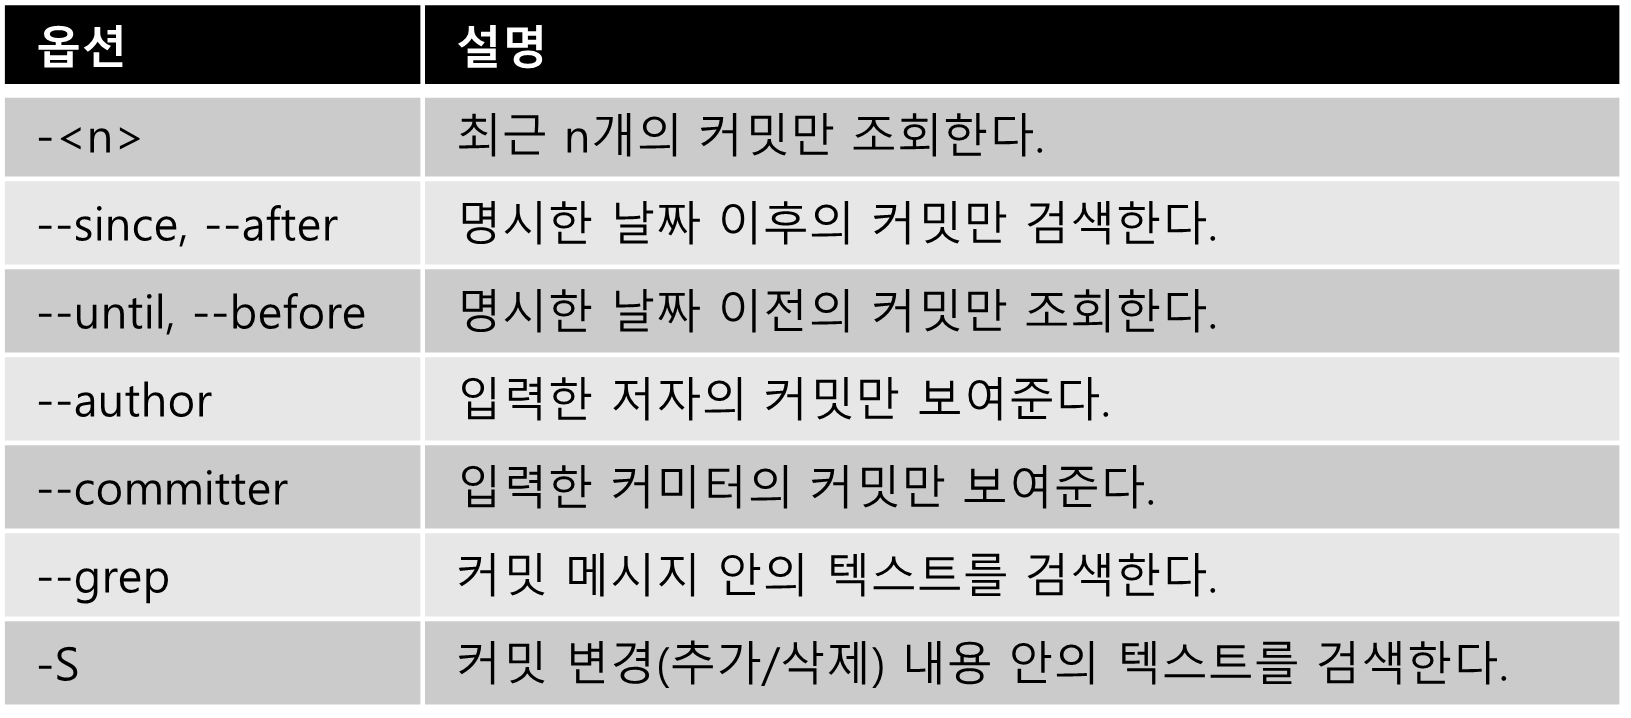 옵션 설명
-<n> 최근 n개의 커밋만 조회한다.
--since, --after 명시한 날짜 이후의 커밋만 검색한다.
--until, --before 명시한 날짜 이전의 커밋만 조회한다.
--author 입력한 저자의 커밋만 보여준다.
--committer 입력한 커미터의 커밋만 보여준다.
--grep 커밋 메시지 안의 텍스트를 검색한다.
-S 커밋 변경(추가/삭제) 내용 안의 텍스트를 검색한다.